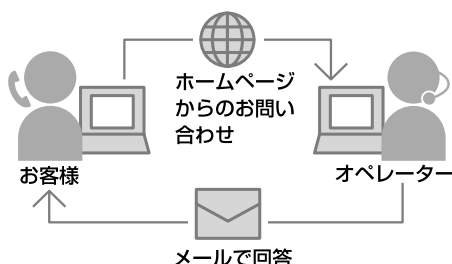 ホームページ
からのお問い
合わせ
お客様
オペレーター
メールで回答